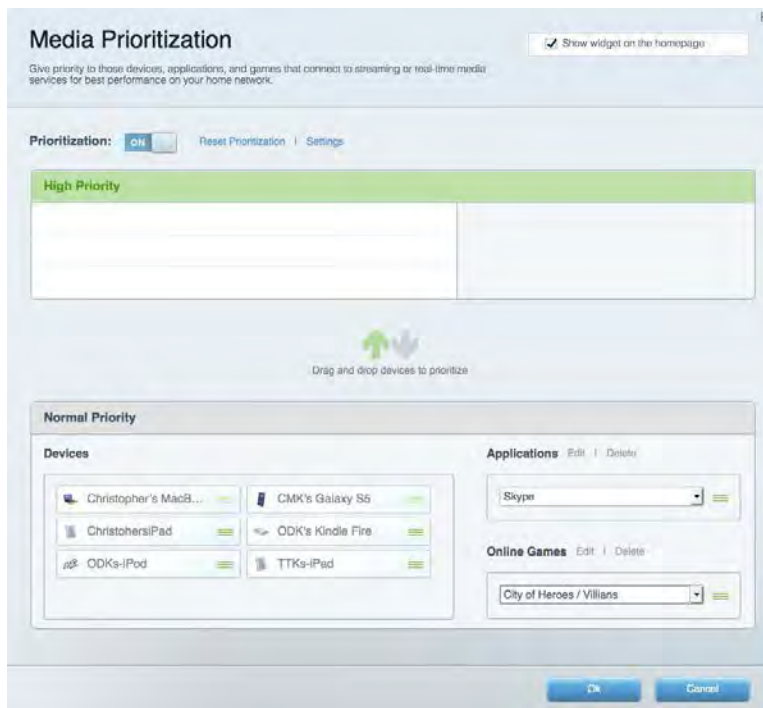 Media Prioritization
Show widget on the homepage
Give priority to those devices, applications, and games that connect to streaming or real-time media
services for best performance on your home network.
Prioritization: ON Reset Prioritization | Settings
High Priority
Drag and drop devices to prioritize
Normal Priority
Devices
Christopher's MacB...
CMK's Galaxy S5
ChristohersiPad
ODK's Kindle Fire
ODKs-iPod
TTKs-iPad
Applications Edit | Delete
Skype
Online Games Edit | Delete
City of Heroes / Villians
Ok
Cancel